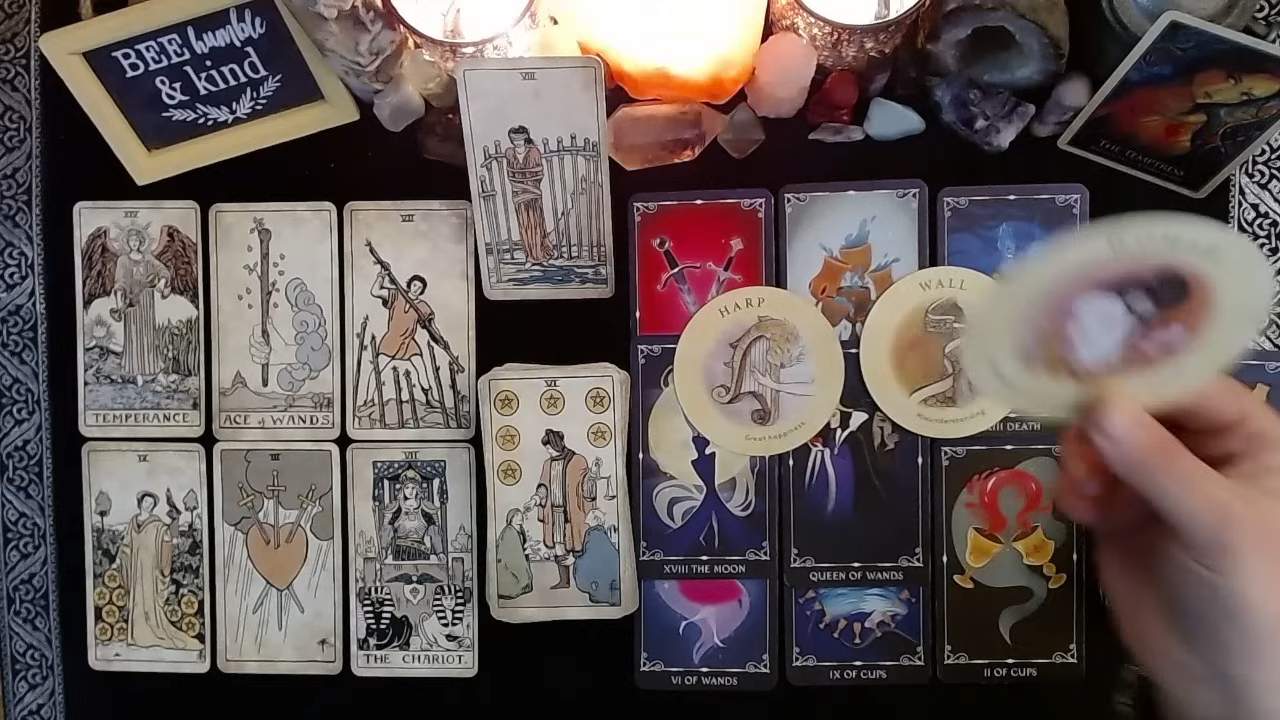 BEE humble
& kind
VIII
THE TEMPTRESS
XIV
TEMPERANCE.
ACE of WANDS
VII
IX
III
VII
THE CHARIOT.
VI
HARP
Great happiness
WALL
Misunderstanding
XVIII THE MOON
QUEEN OF WANDS
XIII DEATH
VI OF WANDS
IX OF CUPS
II OF CUPS